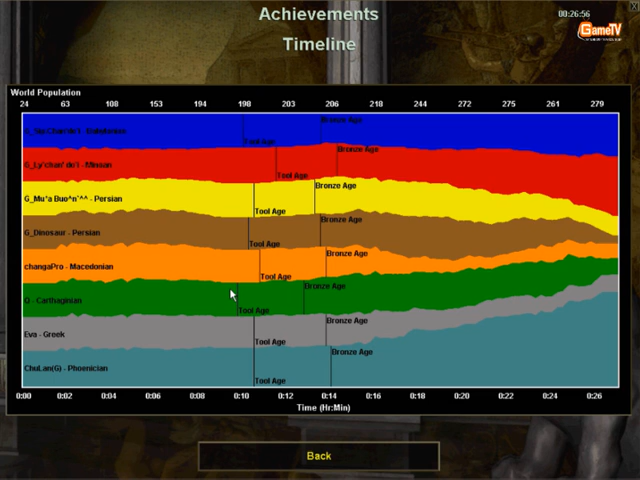 Achievements
00:26:56
GameTV
Timeline
World Population
24 63 108 153 194 198 203 206 218 244 272 275 261 279
Bronze Age
Babylonian
Tool Age
Bronze Age
G_Ly'chan' do'i - Minoan
Tool Age
Bronze Age
G_Mu*a Buo^n^^ - Persian
Tool Age
G_Dinosaur - Persian
Bronze Age
Tool Age
changaPro - Macedonian
Bronze Age
Tool Age
Bronze Age
Q - Carthaginian
Tool Age
Bronze Age
Eva - Greek
Tool Age
Bronze Age
ChuLan(G) - Phoenician
Tool Age
0:00 0:02 0:04 0:06 0:08 0:10 0:12 0:14 0:16 0:18 0:20 0:22 0:24 0:26
Time (Hr:Min)
Back